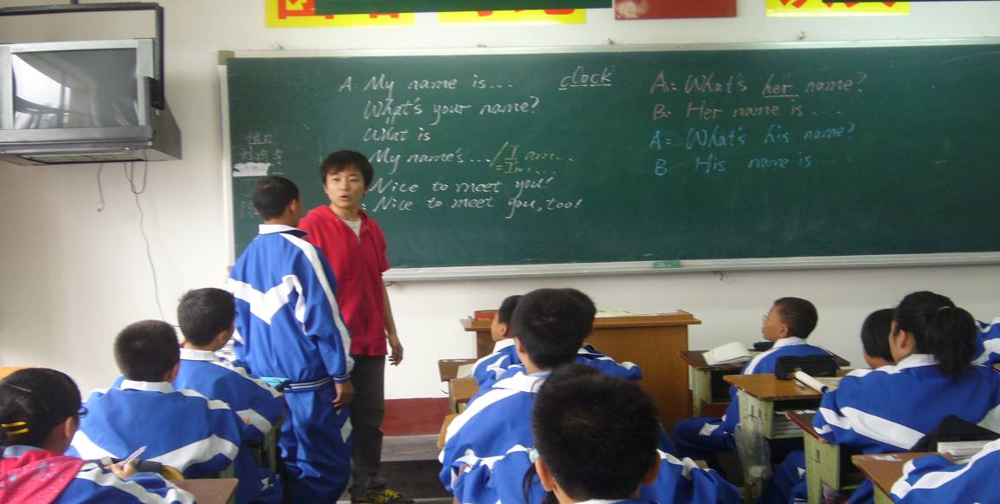 A: My name is...
What's your name?
What is
My name's .../I am...
= I'm...
Nice to meet you!
: Nice to meet you, too!
clock
A: What's her name?
B: Her name is ....
A: What's his name?
B: His name is ....